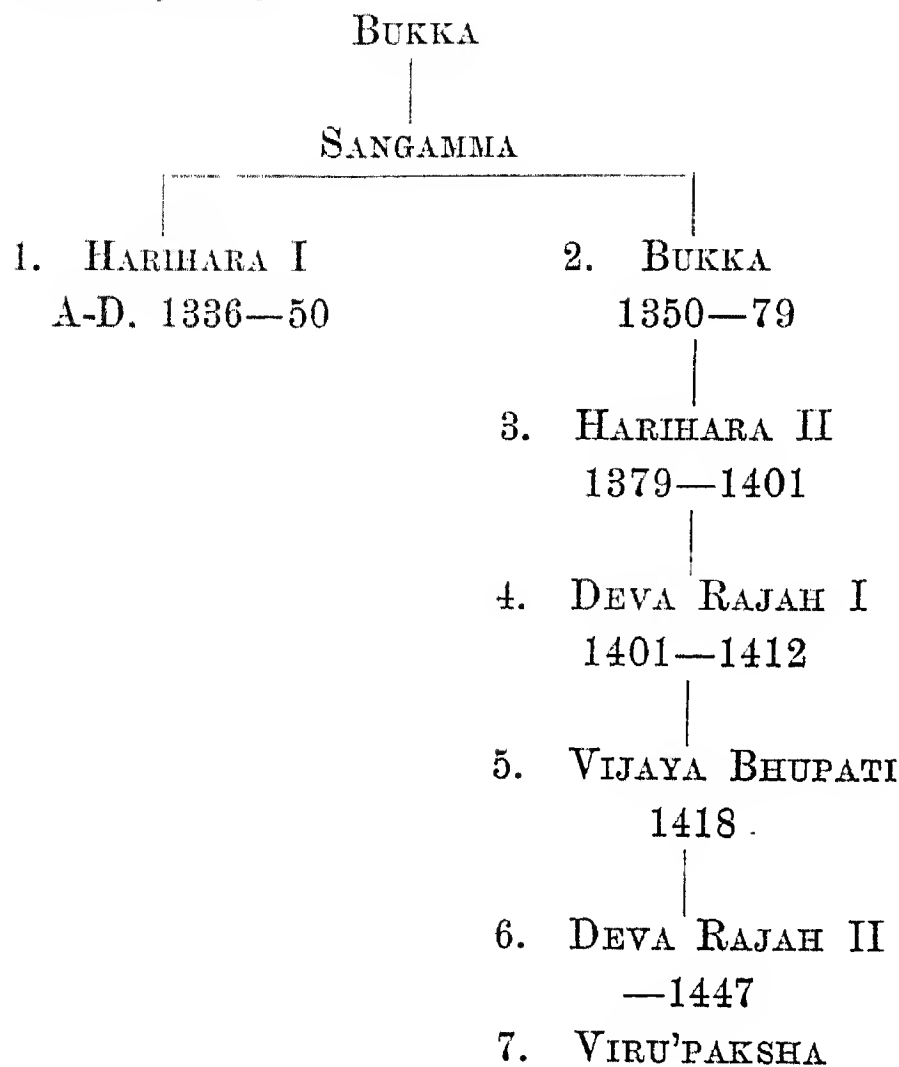 BUKKA
SANGAMMA
1. HARIHARA I
A-D. 1336—50
2. BUKKA
1350—79
3. HARIHARA II
1379—1401
4. DEVA RAJAH I
1401—1412
5. VIJAYA BHUPATI
1418
6. DEVA RAJAH II
—1447
7. VIRU'PAKSHA